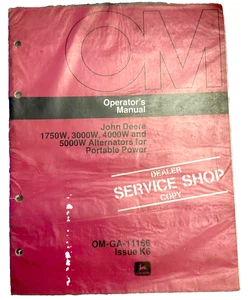 OM
Operator's
Manual
John Deere
1750W, 3000W, 4000W and
5000W Alternators for
Portable Power
DEALER
SERVICE SHOP
COPY
OM-GA-11166
Issue K6